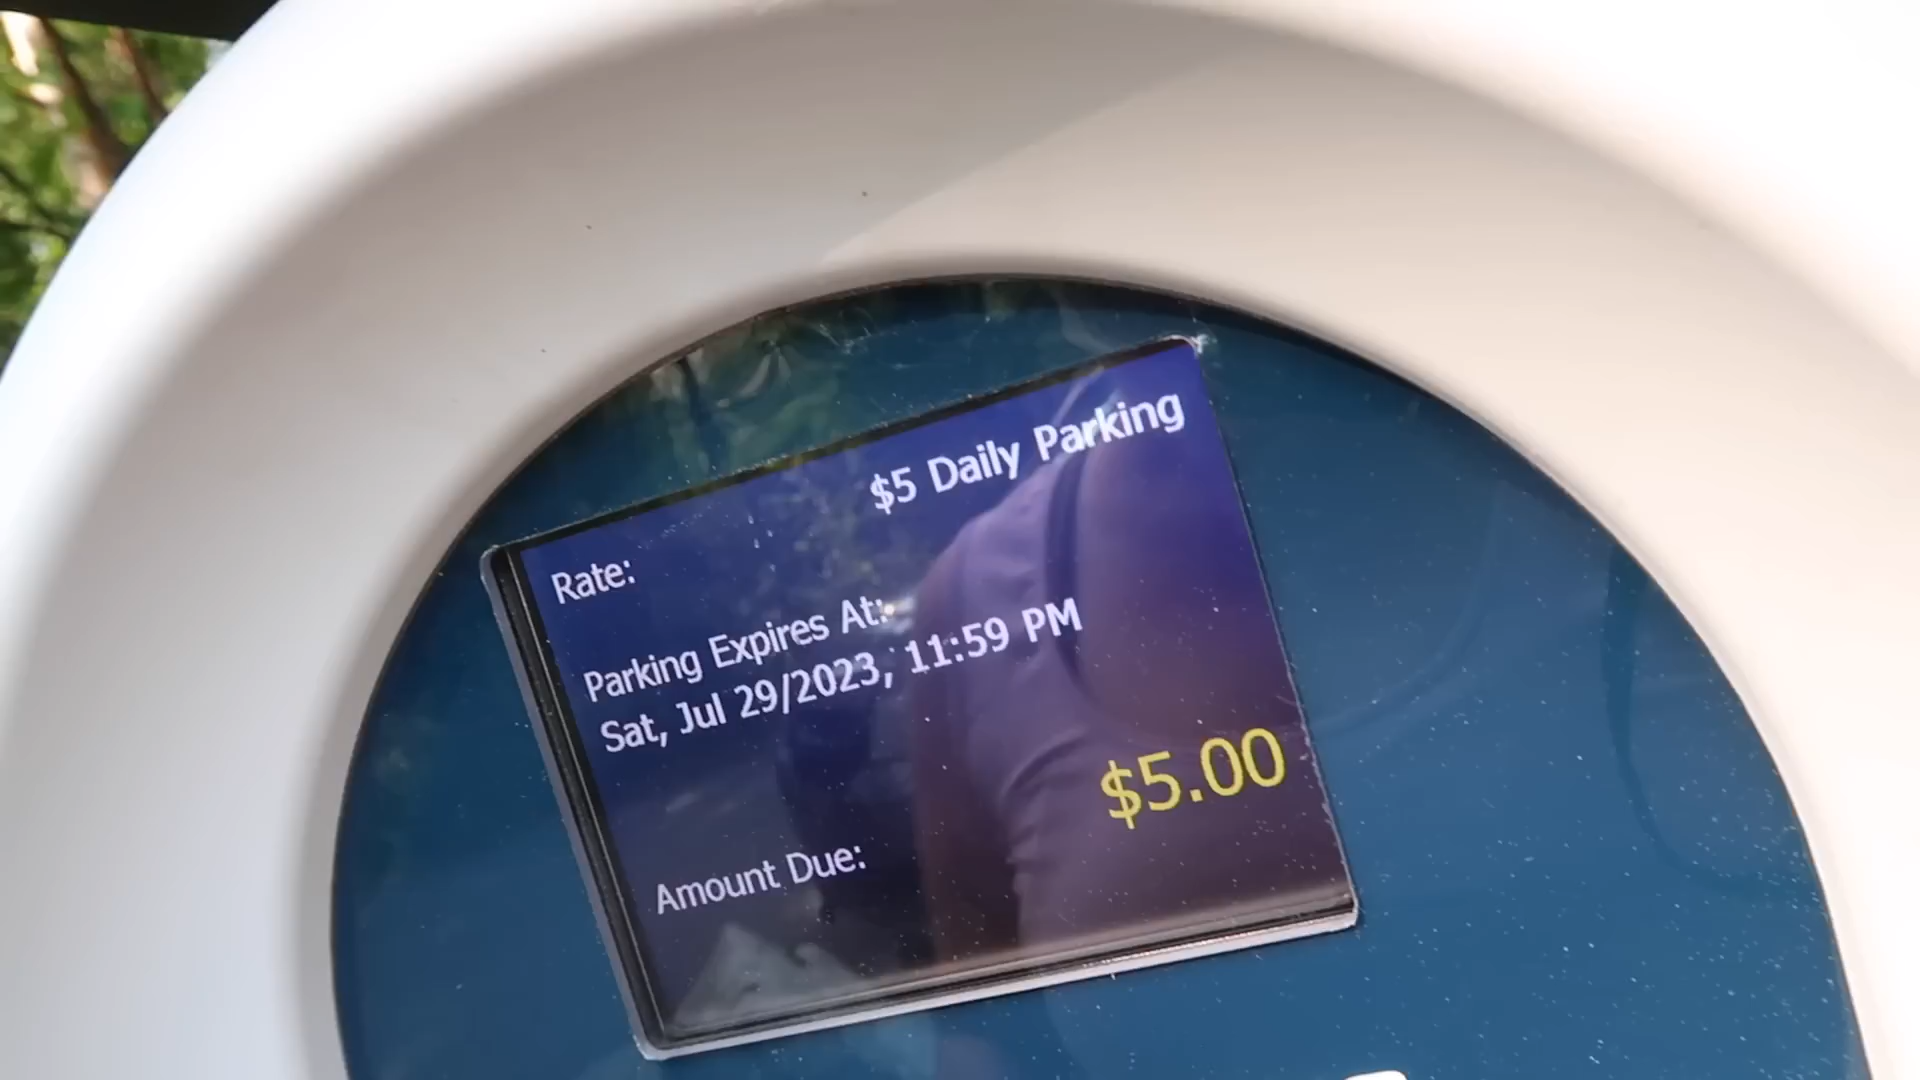 $5 Daily Parking
Rate:
Parking Expires At:
Sat, Jul 29/2023, 11:59 PM
$5.00
Amount Due: